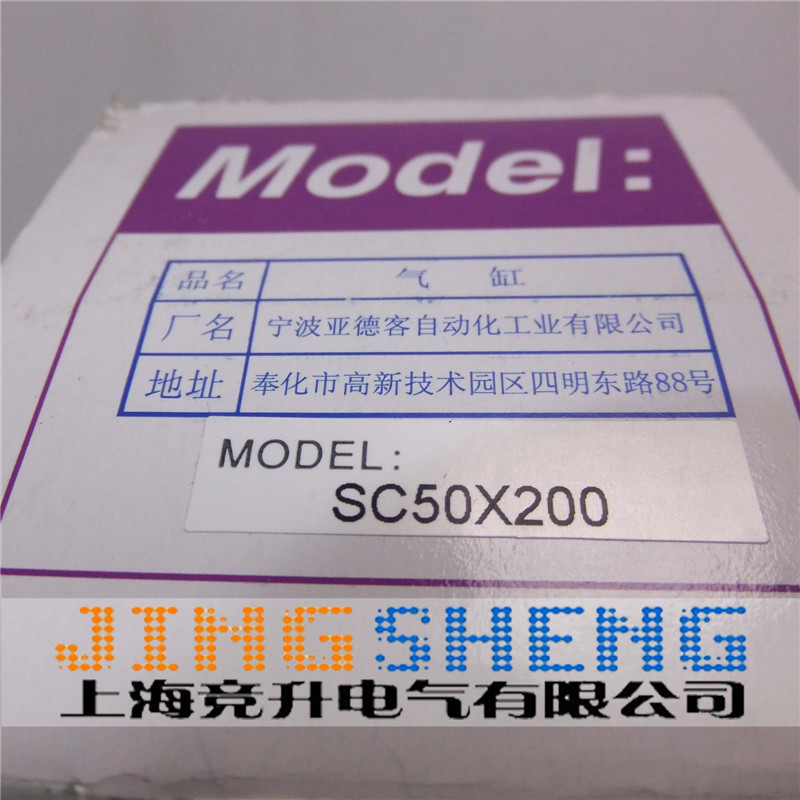 Model:
品名 气 缸
厂名 宁波亚德客自动化工业有限公司
地址 奉化市高新技术园区四明东路88号
MODEL:
SC50X200
JINGSHENG
上海竞升电气有限公司